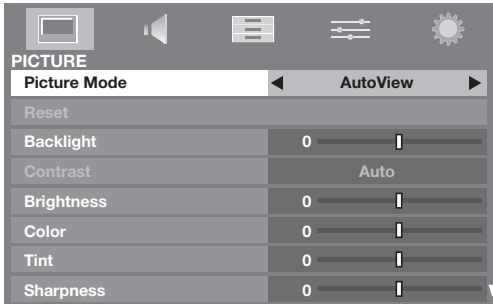 PICTURE
Picture Mode AutoView
Reset
Backlight 0
Contrast Auto
Brightness 0
Color 0
Tint 0
Sharpness 0